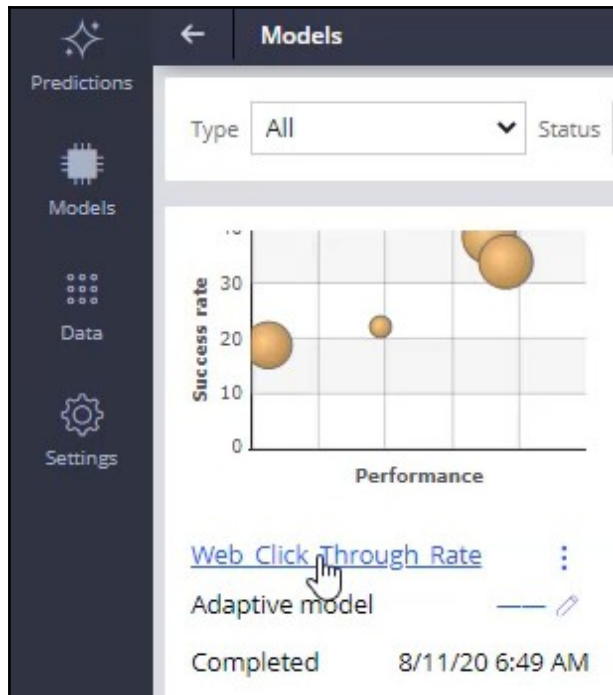 Models
Predictions
Type All Status
Models
30
Data
20
Success rate
10
Settings
0
Performance
Web Click Through Rate
Adaptive model
Completed 8/11/20 6:49 AM